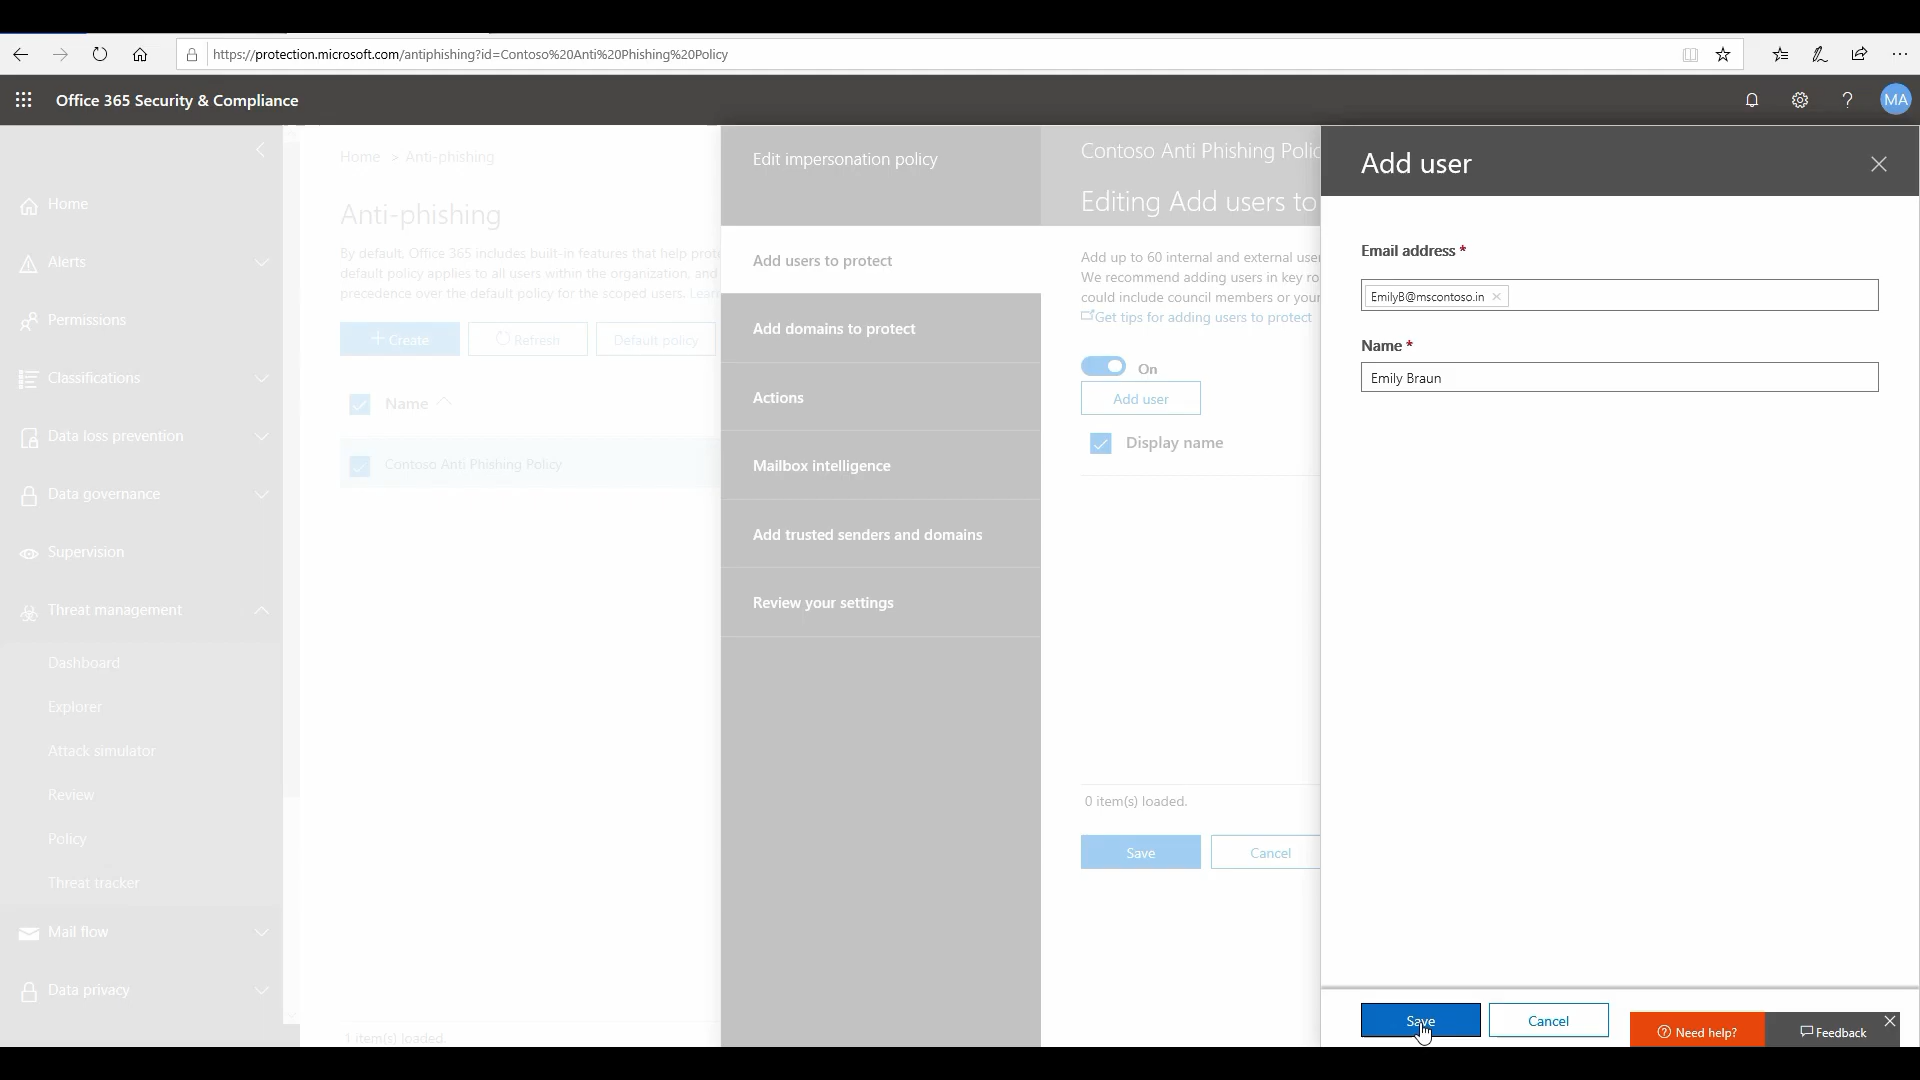 https://protection.microsoft.com/antiphishing?id=Contoso%20Anti%20Phishing%20Policy
Office 365 Security & Compliance
MA
Home
Alerts
Permissions
Classifications
Data loss prevention
Data governance
Supervision
Threat management
Dashboard
Explorer
Attack simulator
Review
Policy
Threat tracker
Mail flow
Data privacy
Home > Anti-phishing
Anti-phishing
By default, Office 365 includes built-in features that help prote
default policy applies to all users within the organization, and
precedence over the default policy for the scoped users. Learn
+ Create
Refresh
Default policy
Name
Contoso Anti Phishing Policy
1 item(s) loaded.
Edit impersonation policy
Add users to protect
Add domains to protect
Actions
Mailbox intelligence
Add trusted senders and domains
Review your settings
Contoso Anti Phishing Polic
Editing Add users to
Add up to 60 internal and external user
We recommend adding users in key ro
could include council members or your
Get tips for adding users to protect
On
Add user
Display name
0 item(s) loaded.
Save
Cancel
Add user
Email address *
EmilyB@mscontoso.in
Name *
Emily Braun
Save
Cancel
Need help?
Feedback